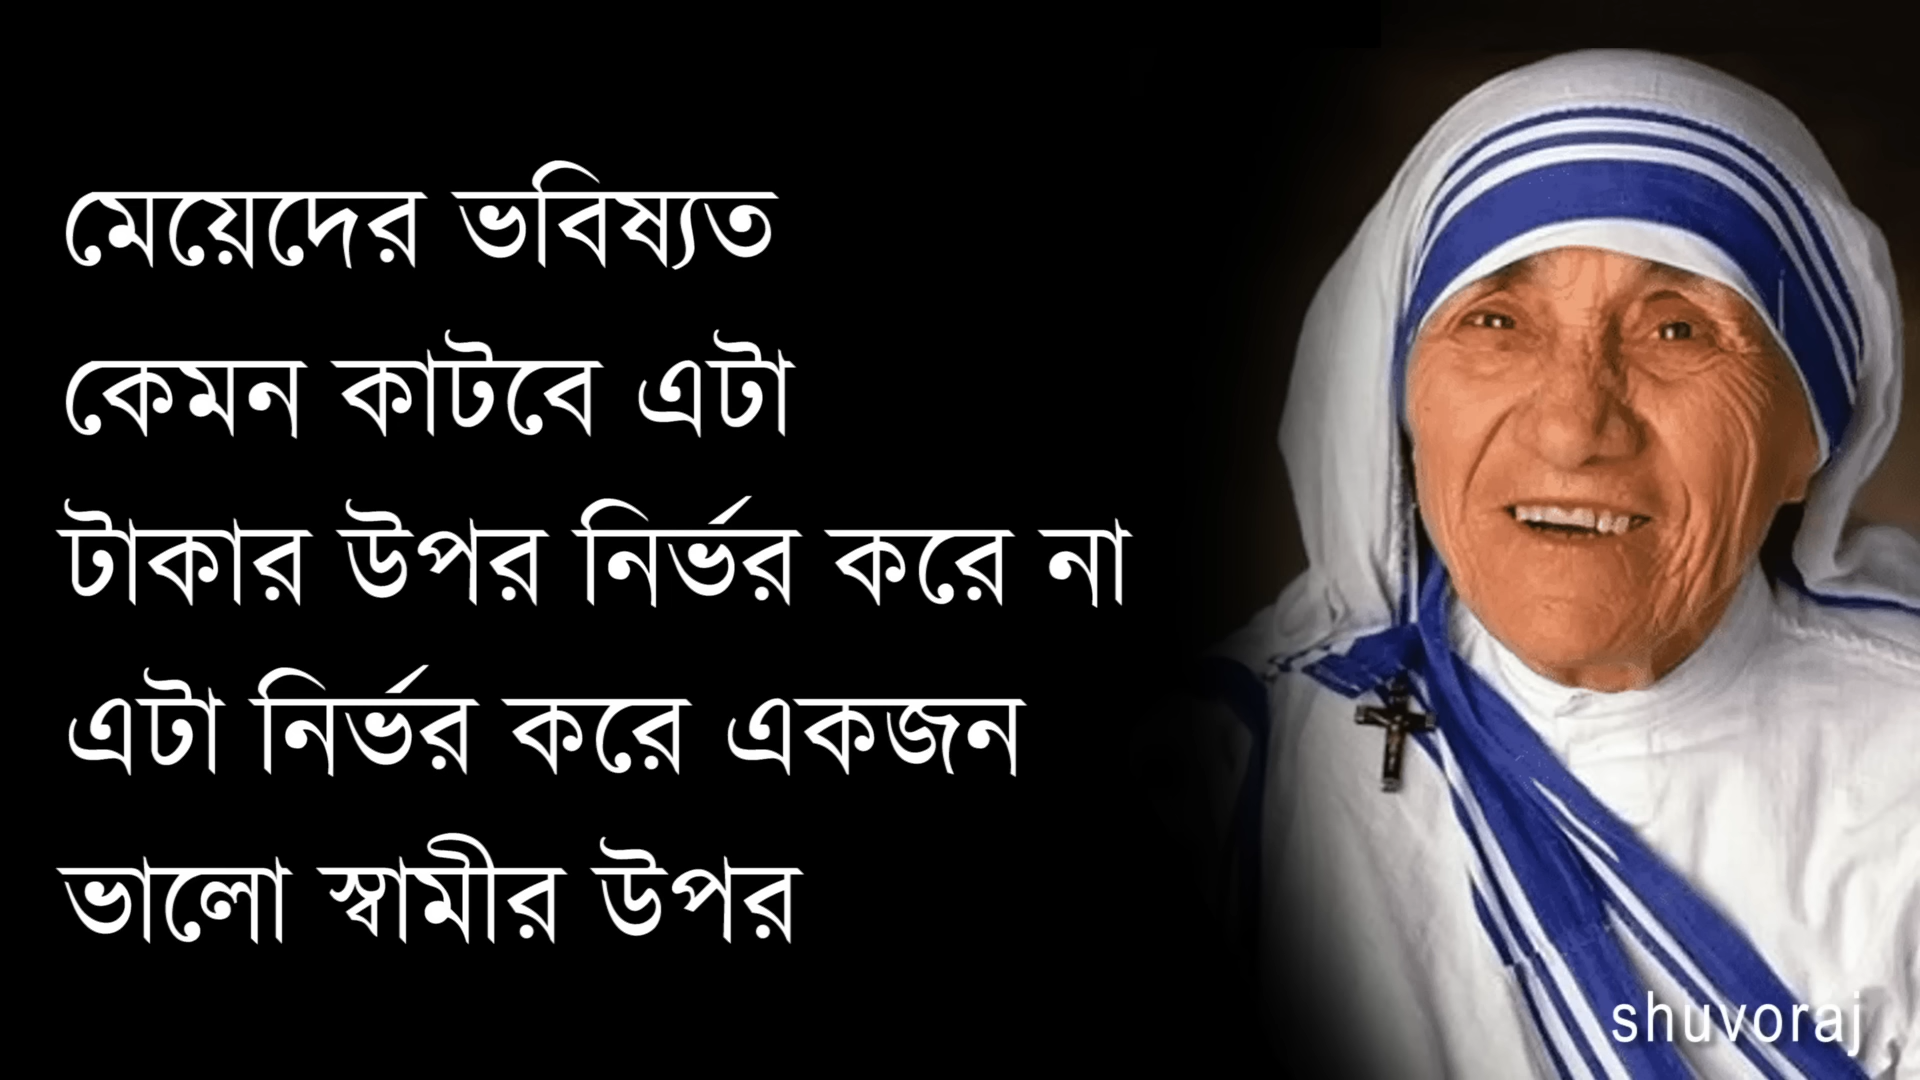 মেয়েদের ভবিষ্যত
কেমন কাটবে এটা
টাকার উপর নির্ভর করে না
এটা নির্ভর করে একজন
ভালো স্বামীর উপর
shuvoraj